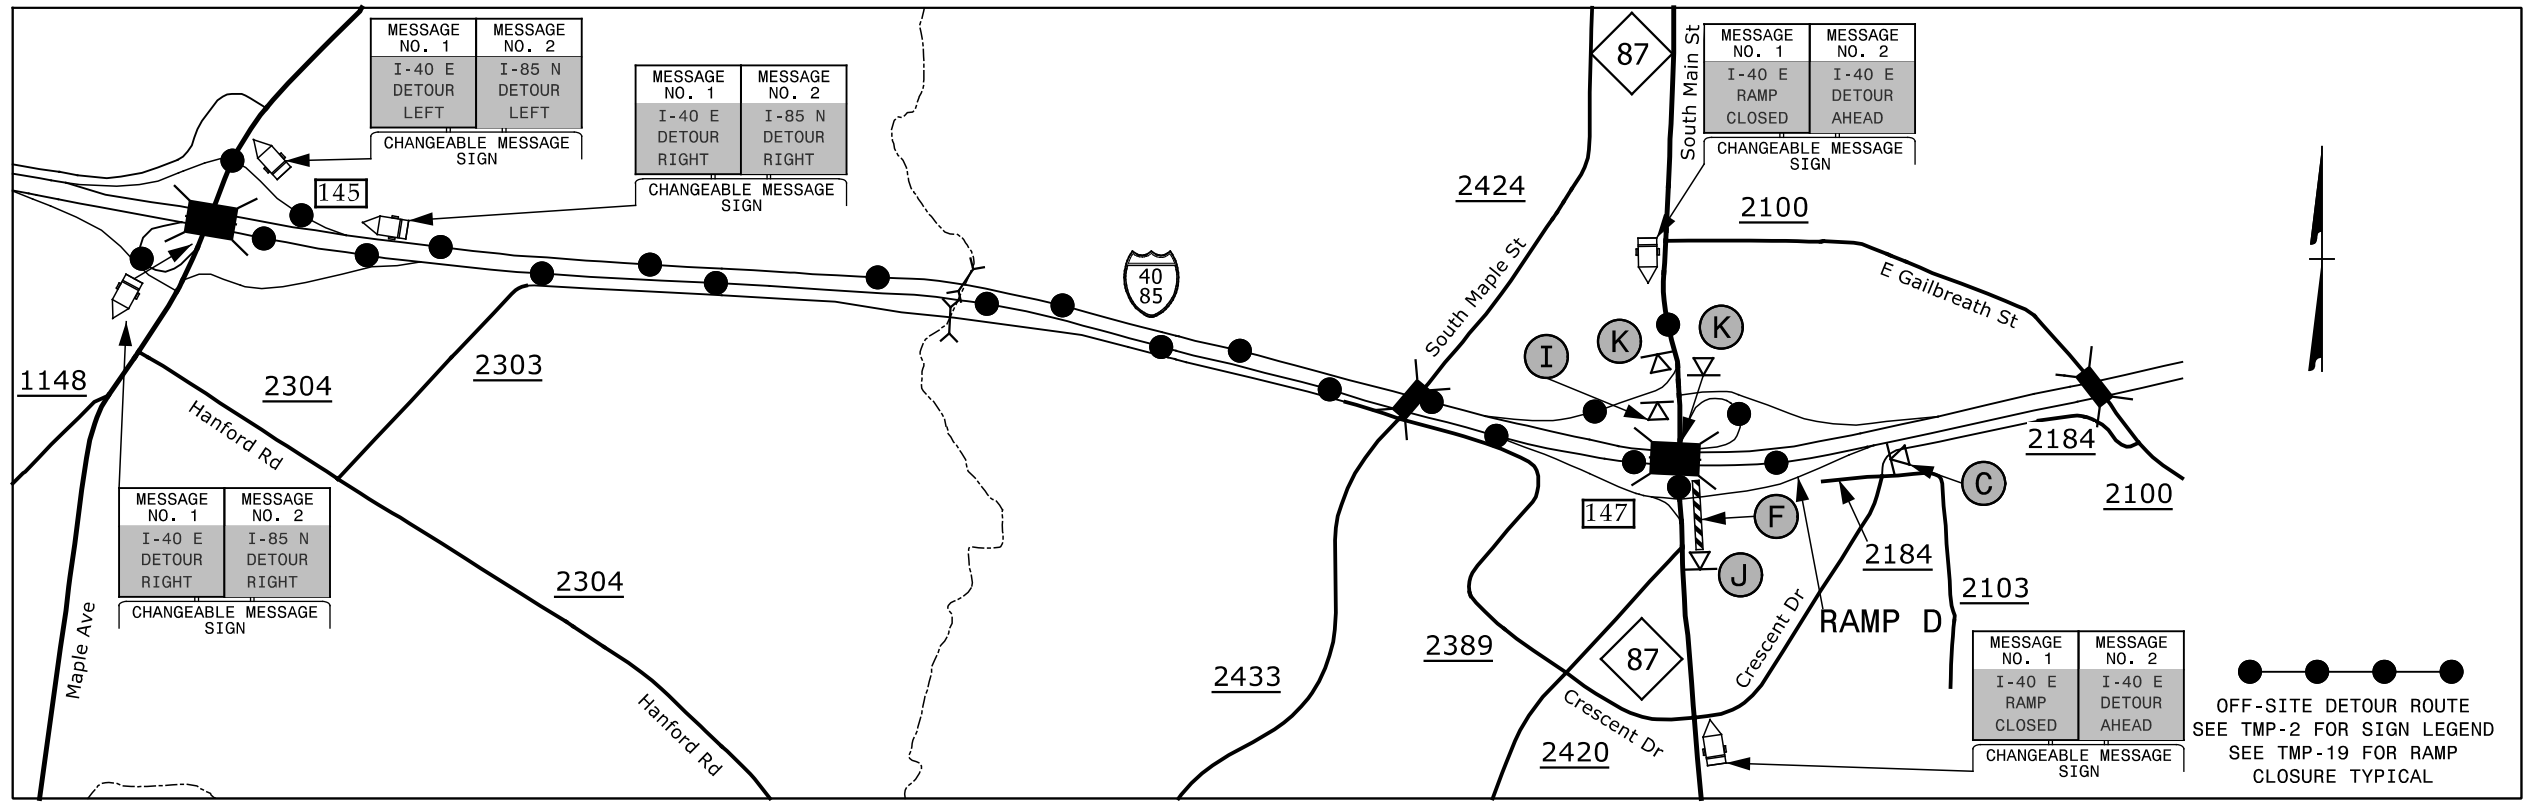 MESSAGE NO. 1
MESSAGE NO. 2
I-40 E
DETOUR
LEFT
I-85 N
DETOUR
LEFT
CHANGEABLE MESSAGE
SIGN
145
MESSAGE NO. 1
MESSAGE NO. 2
I-40 E
DETOUR
RIGHT
I-85 N
DETOUR
RIGHT
CHANGEABLE MESSAGE
SIGN
87
South Main St
MESSAGE NO. 1
MESSAGE NO. 2
I-40 E
RAMP
CLOSED
I-40 E
DETOUR
AHEAD
CHANGEABLE MESSAGE
SIGN
2424
2100
South Maple St
E Gailbreath St
40
85
K
K
I
1148
2304
2303
Hanford Rd
2184
2100
C
147
F
2184
J
2103
RAMP D
Crescent Dr
MESSAGE NO. 1
MESSAGE NO. 2
I-40 E
DETOUR
RIGHT
I-85 N
DETOUR
RIGHT
CHANGEABLE MESSAGE
SIGN
Maple Ave
2304
Hanford Rd
2433
2389
87
Crescent Dr
2420
MESSAGE NO. 1
MESSAGE NO. 2
I-40 E
RAMP
CLOSED
I-40 E
DETOUR
AHEAD
CHANGEABLE MESSAGE
SIGN
OFF-SITE DETOUR ROUTE
SEE TMP-2 FOR SIGN LEGEND
SEE TMP-19 FOR RAMP
CLOSURE TYPICAL